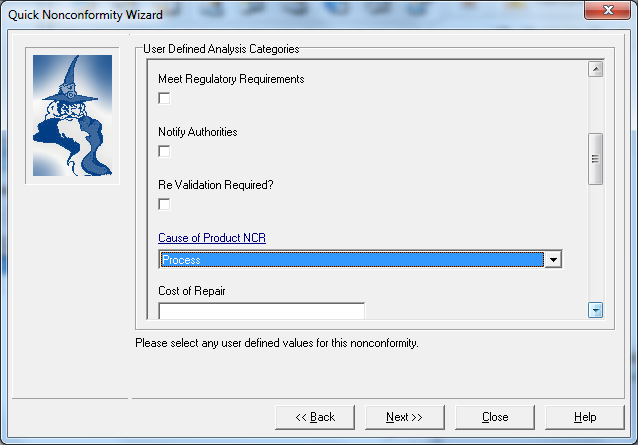 Quick Nonconformity Wizard
User Defined Analysis Categories
Meet Regulatory Requirements
Notify Authorities
Re Validation Required?
Cause of Product NCR
Process
Cost of Repair
Please select any user defined values for this nonconformity.
<< Back
Next >>
Close
Help